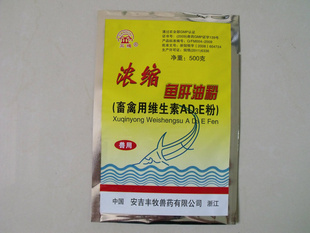 净重：500克
浓缩
鱼肝油粉
(畜禽用维生素AD₃E粉)
Xuqinyong Weishengsu A D₃ E Fen
兽用
中国 安吉丰牧兽药有限公司 浙江